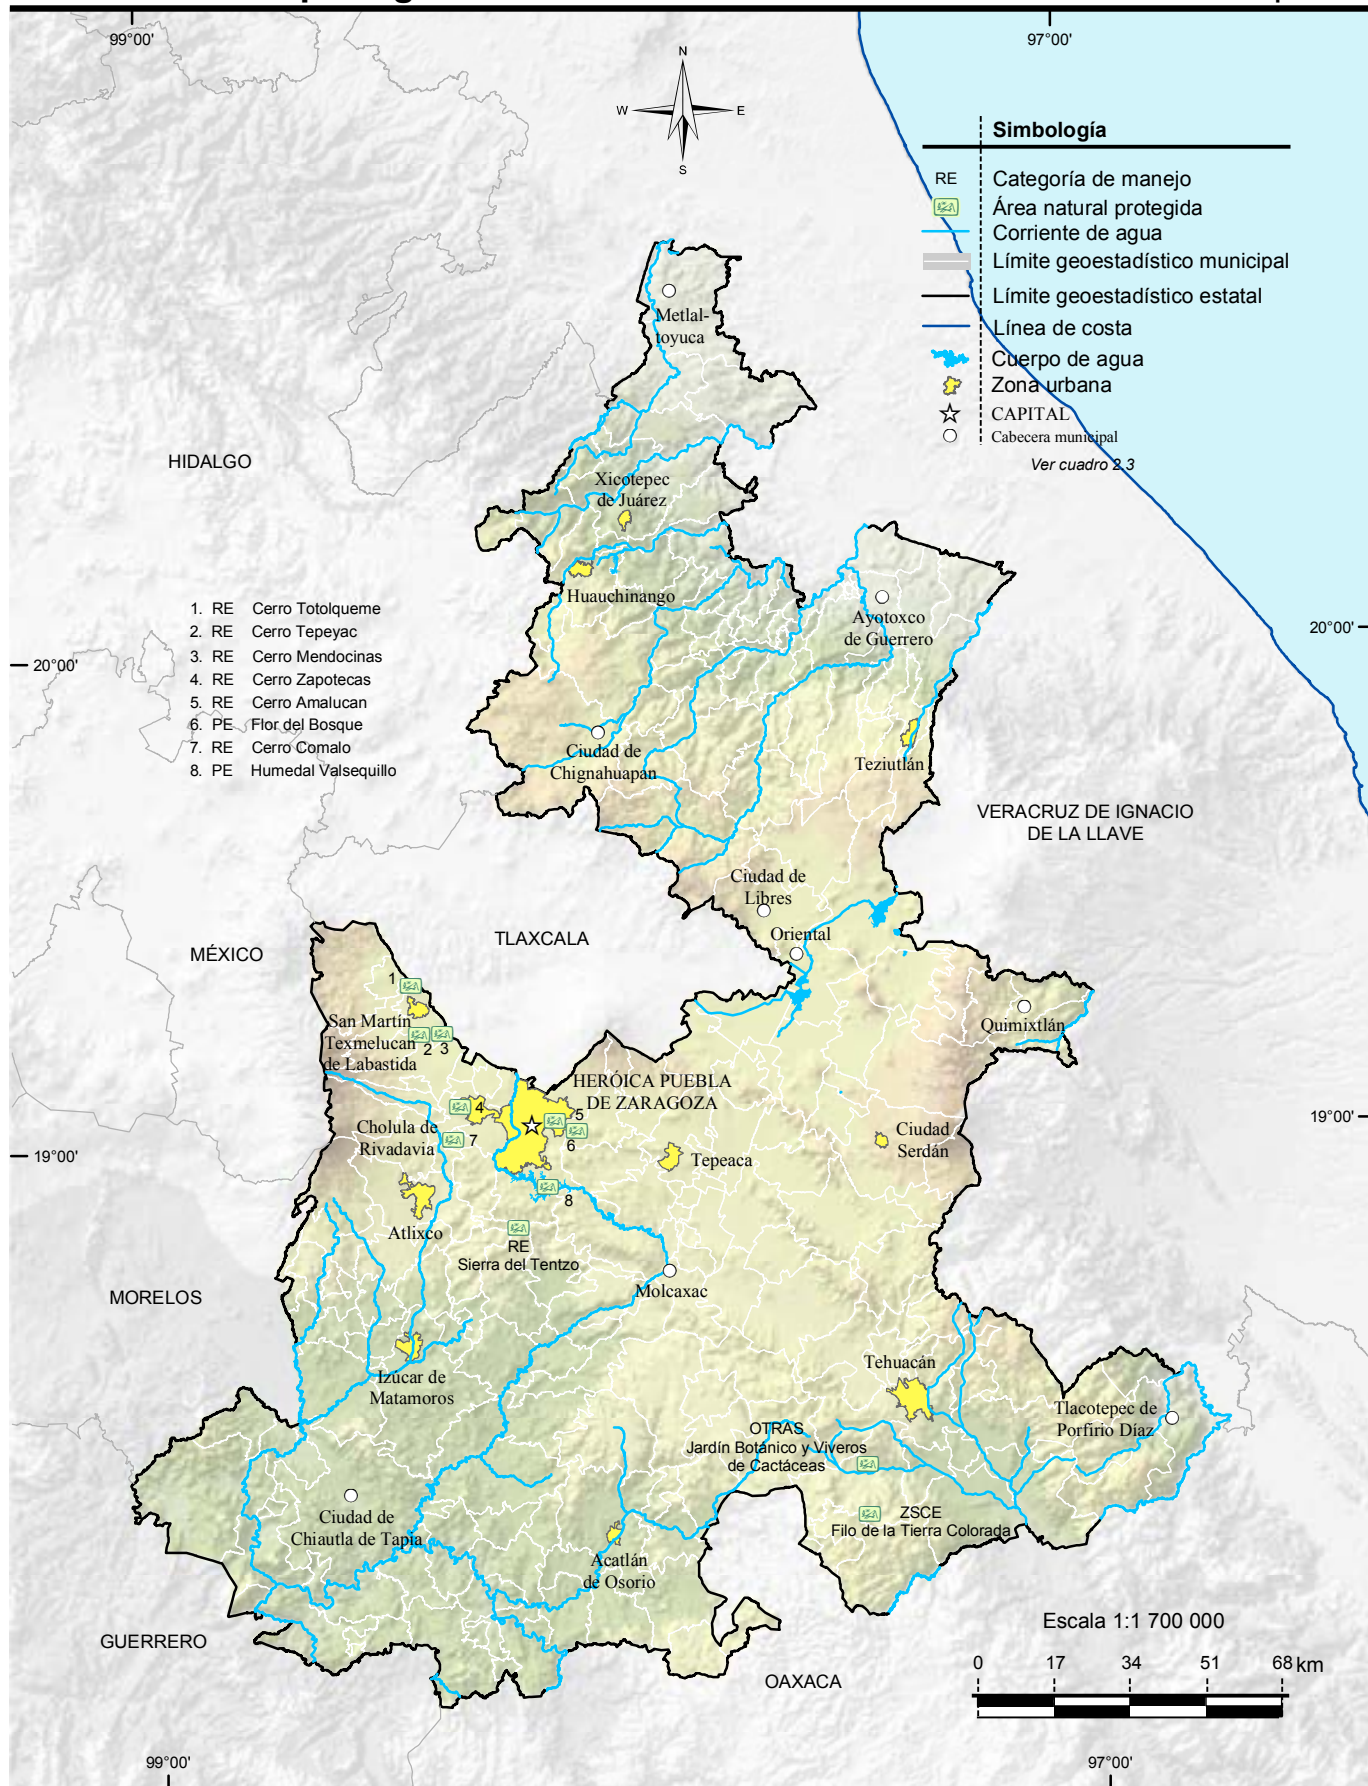 99°00'
97°00'
N
W
E
S
Simbología
RE Categoría de manejo
Área natural protegida
Corriente de agua
Límite geoestadístico municipal
Límite geoestadístico estatal
Línea de costa
Cuerpo de agua
Zona urbana
CAPITAL
Cabecera municipal
Ver cuadro 2.3
Metlal-
toyuca
HIDALGO
Xicotepec
de Juárez
Huauchinango
Ayotoxco
de Guerrero
20°00'
20°00'
1. RE Cerro Totolqueme
2. RE Cerro Tepeyac
3. RE Cerro Mendocinas
4. RE Cerro Zapotecas
5. RE Cerro Amalucan
6. PE Flor del Bosque
7. RE Cerro Comalo
8. PE Humedal Valsequillo
Ciudad de
Chignahuapan
Teziutlán
VERACRUZ DE IGNACIO
DE LA LLAVE
Ciudad de
Libres
Oriental
TLAXCALA
MÉXICO
1
San Martín
Texmelucan
de Labastida
2
3
Quimixtlán
HERÓICA PUEBLA
DE ZARAGOZA
4
5
6
7
8
Cholula de
Rivadavia
Ciudad
Serdán
19°00'
19°00'
Tepeaca
Atlixco
RE
Sierra del Tentzo
Molcaxac
MORELOS
Izúcar de
Matamoros
Tehuacán
Tlacotepec de
Porfirio Díaz
OTRAS
Jardín Botánico y Viveros
de Cactáceas
ZSCE
Filo de la Tierra Colorada
Ciudad de
Chiautla de Tapia
Acatlán
de Osorio
GUERRERO
OAXACA
Escala 1:1 700 000
0 17 34 51 68 km
99°00'
97°00'